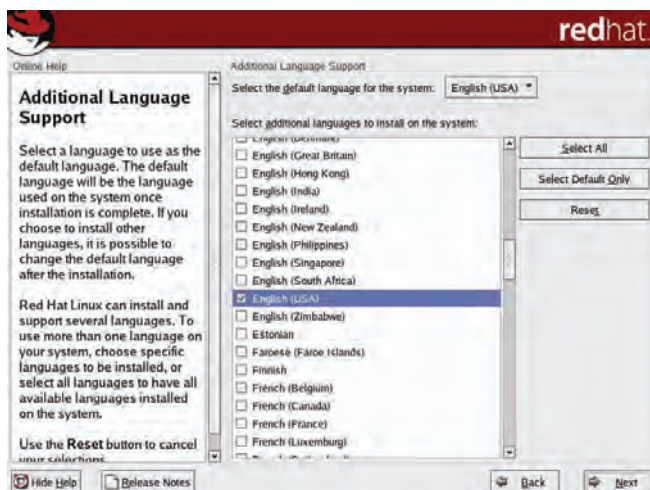 redhat.
Online Help
Additional Language
Support
Select a language to use as the
default language. The default
language will be the language
used on the system once
installation is complete. If you
choose to install other
languages, it is possible to
change the default language
after the installation.
Red Hat Linux can install and
support several languages. To
use more than one language on
your system, choose specific
languages to be installed, or
select all languages to have all
available languages installed
on the system.
Use the Reset button to cancel
your selections.
Additional Language Support
Select the default language for the system: English (USA)
Select additional languages to install on the system:
English (Denmark)
English (Great Britain)
English (Hong Kong)
English (India)
English (Ireland)
English (New Zealand)
English (Philippines)
English (Singapore)
English (South Africa)
English (USA)
English (Zimbabwe)
Estonian
Faroese (Faroe Islands)
Finnish
French (Belgium)
French (Canada)
French (France)
French (Luxemburg)
Select All
Select Default Only
Reset
Hide Help
Release Notes
Back
Next